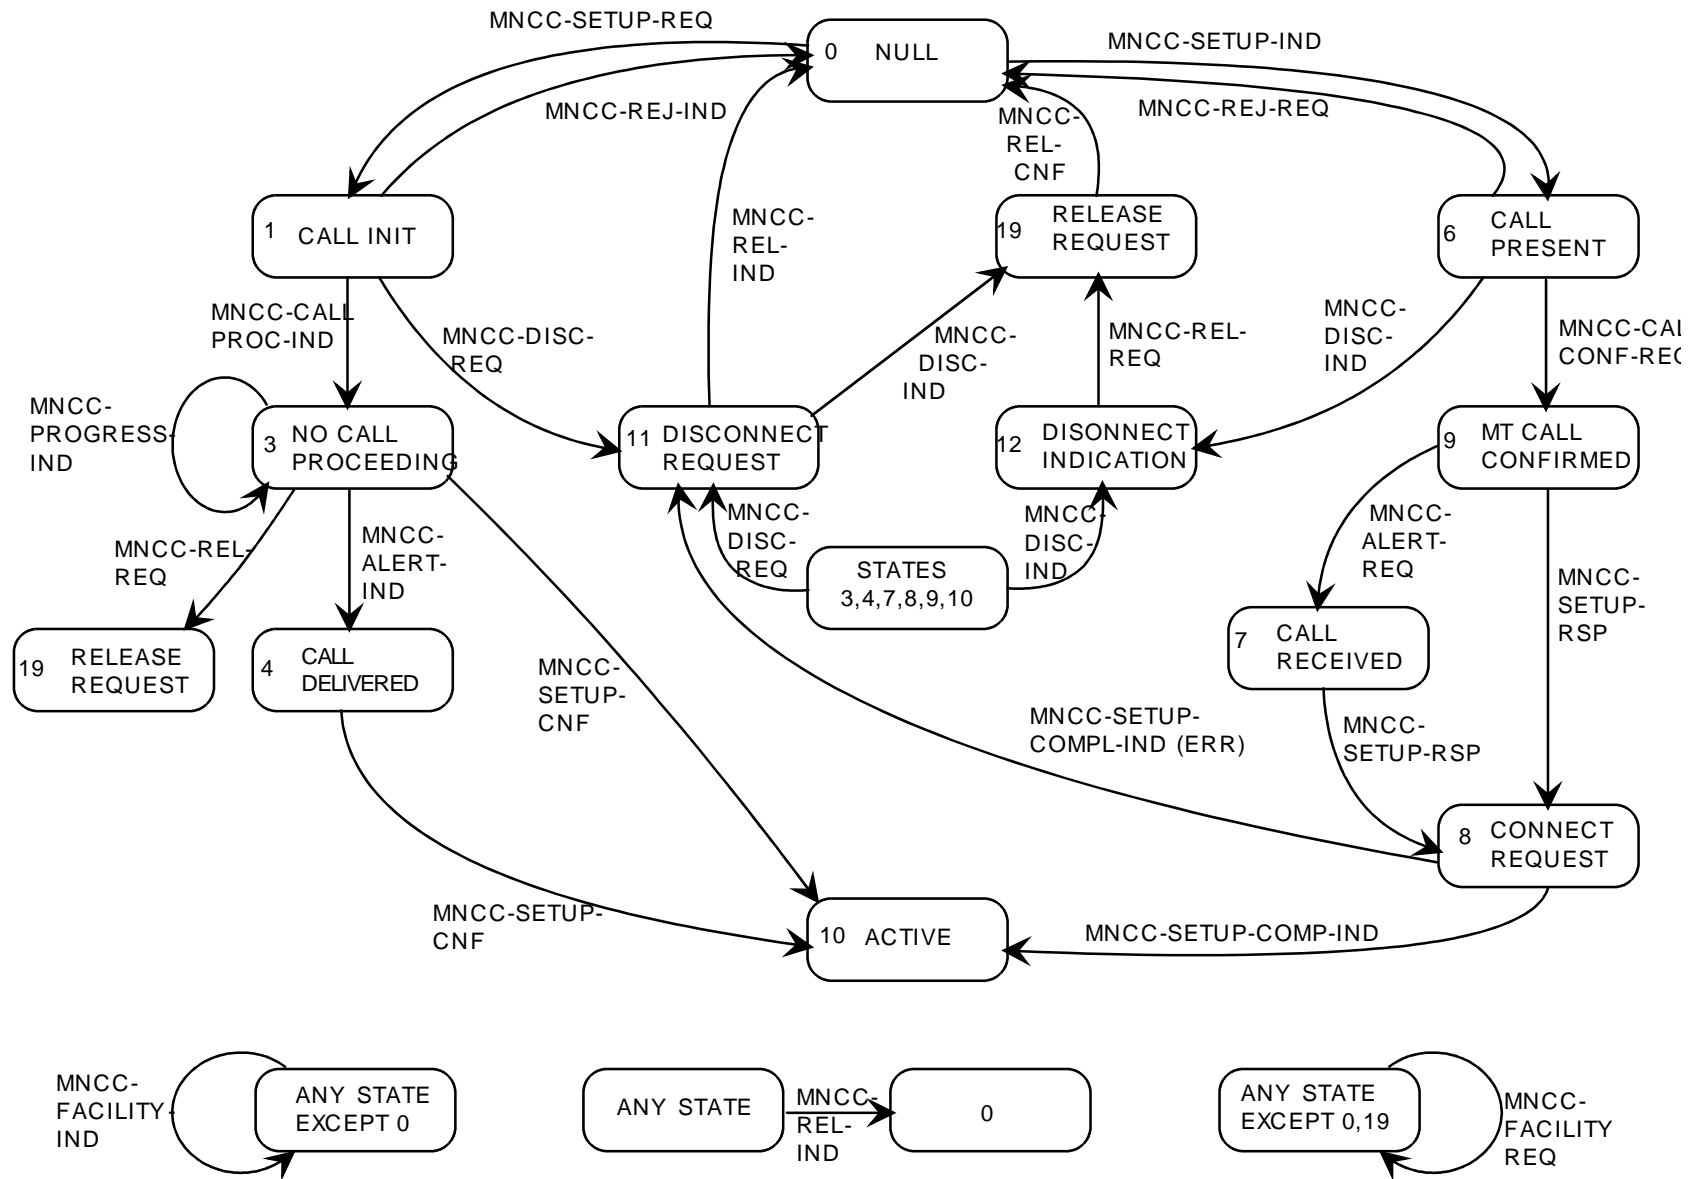 MNCC-SETUP-REQ
0 NULL
MNCC-SETUP-IND
MNCC-REJ-IND
MNCC-
REL-
CNF
MNCC-REJ-REQ
1 CALL INIT
MNCC-
REL-
IND
19 RELEASE
REQUEST
6 CALL
PRESENT
MNCC-CALL
PROC-IND
MNCC-DISC-
REQ
MNCC-
DISC-
IND
MNCC-REL-
REQ
MNCC-
DISC-
IND
MNCC-CAL
CONF-REQ
MNCC-
PROGRESS-
IND
3 NO CALL
PROCEEDING
11 DISCONNECT
REQUEST
12 DISONNECT
INDICATION
9 MT CALL
CONFIRMED
MNCC-REL-
REQ
MNCC-
ALERT-
IND
MNCC-
DISC-
REQ
STATES
3,4,7,8,9,10
MNCC-
DISC-
IND
MNCC-
ALERT-
REQ
MNCC-
SETUP-
RSP
19 RELEASE
REQUEST
4 CALL
DELIVERED
MNCC-
SETUP-
CNF
7 CALL
RECEIVED
MNCC-SETUP-
COMPL-IND (ERR)
MNCC-
SETUP-RSP
8 CONNECT
REQUEST
MNCC-SETUP-
CNF
10 ACTIVE
MNCC-SETUP-COMP-IND
MNCC-
FACILITY-
IND
ANY STATE
EXCEPT 0
ANY STATE
MNCC-
REL-
IND
0
ANY STATE
EXCEPT 0,19
MNCC-
FACILITY
REQ